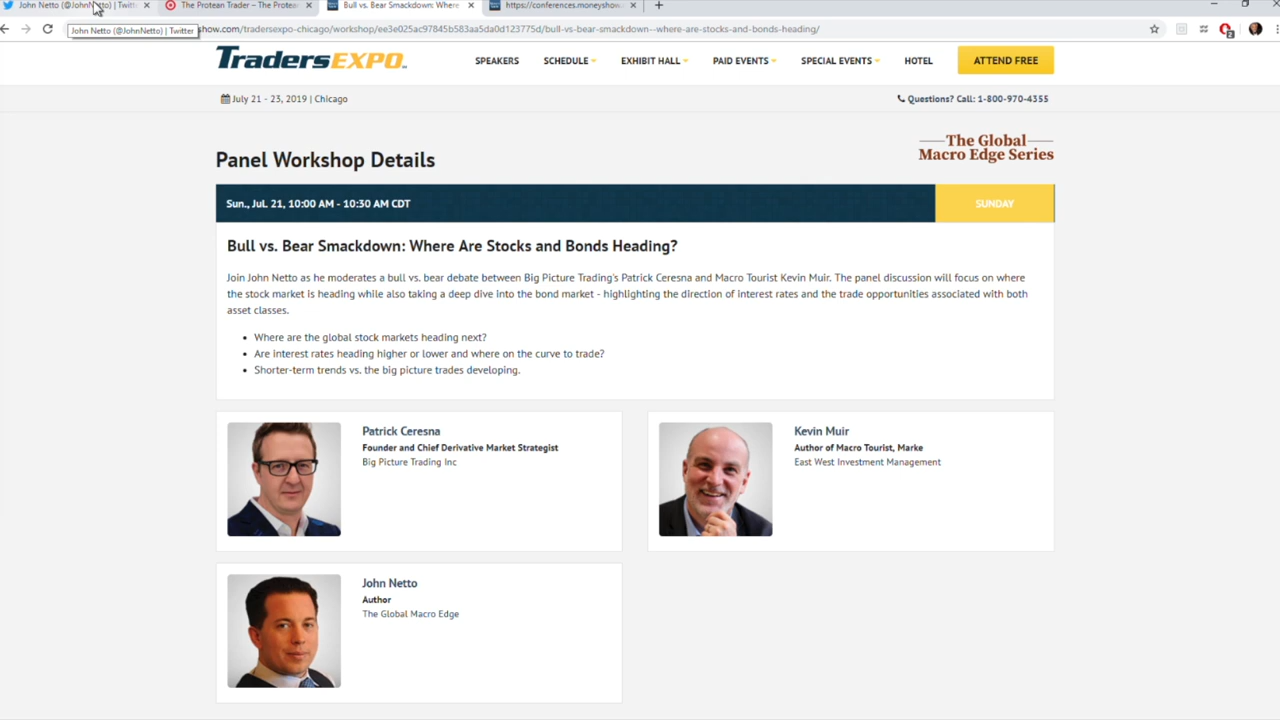 John Netto (@JohnNetto) | Twitt
The Protean Trader – The Protea
Bull vs. Bear Smackdown: Where
https://conferences.moneyshow.
John Netto (@JohnNetto) | Twitter
show.com/tradersexpo-chicago/workshop/ee3e025ac97845b583aa5da0d123775d/bull-vs-bear-smackdown--where-are-stocks-and-bonds-heading/
TradersEXPO
SPEAKERS SCHEDULE EXHIBIT HALL PAID EVENTS SPECIAL EVENTS HOTEL ATTEND FREE
July 21 - 23, 2019 | Chicago
Questions? Call: 1-800-970-4355
Panel Workshop Details
The Global
Macro Edge Series
Sun., Jul. 21, 10:00 AM - 10:30 AM CDT
SUNDAY
Bull vs. Bear Smackdown: Where Are Stocks and Bonds Heading?
Join John Netto as he moderates a bull vs. bear debate between Big Picture Trading's Patrick Ceresna and Macro Tourist Kevin Muir. The panel discussion will focus on where
the stock market is heading while also taking a deep dive into the bond market - highlighting the direction of interest rates and the trade opportunities associated with both
asset classes.
• Where are the global stock markets heading next?
• Are interest rates heading higher or lower and where on the curve to trade?
• Shorter-term trends vs. the big picture trades developing.
Patrick Ceresna
Founder and Chief Derivative Market Strategist
Big Picture Trading Inc
Kevin Muir
Author of Macro Tourist, Marke
East West Investment Management
John Netto
Author
The Global Macro Edge